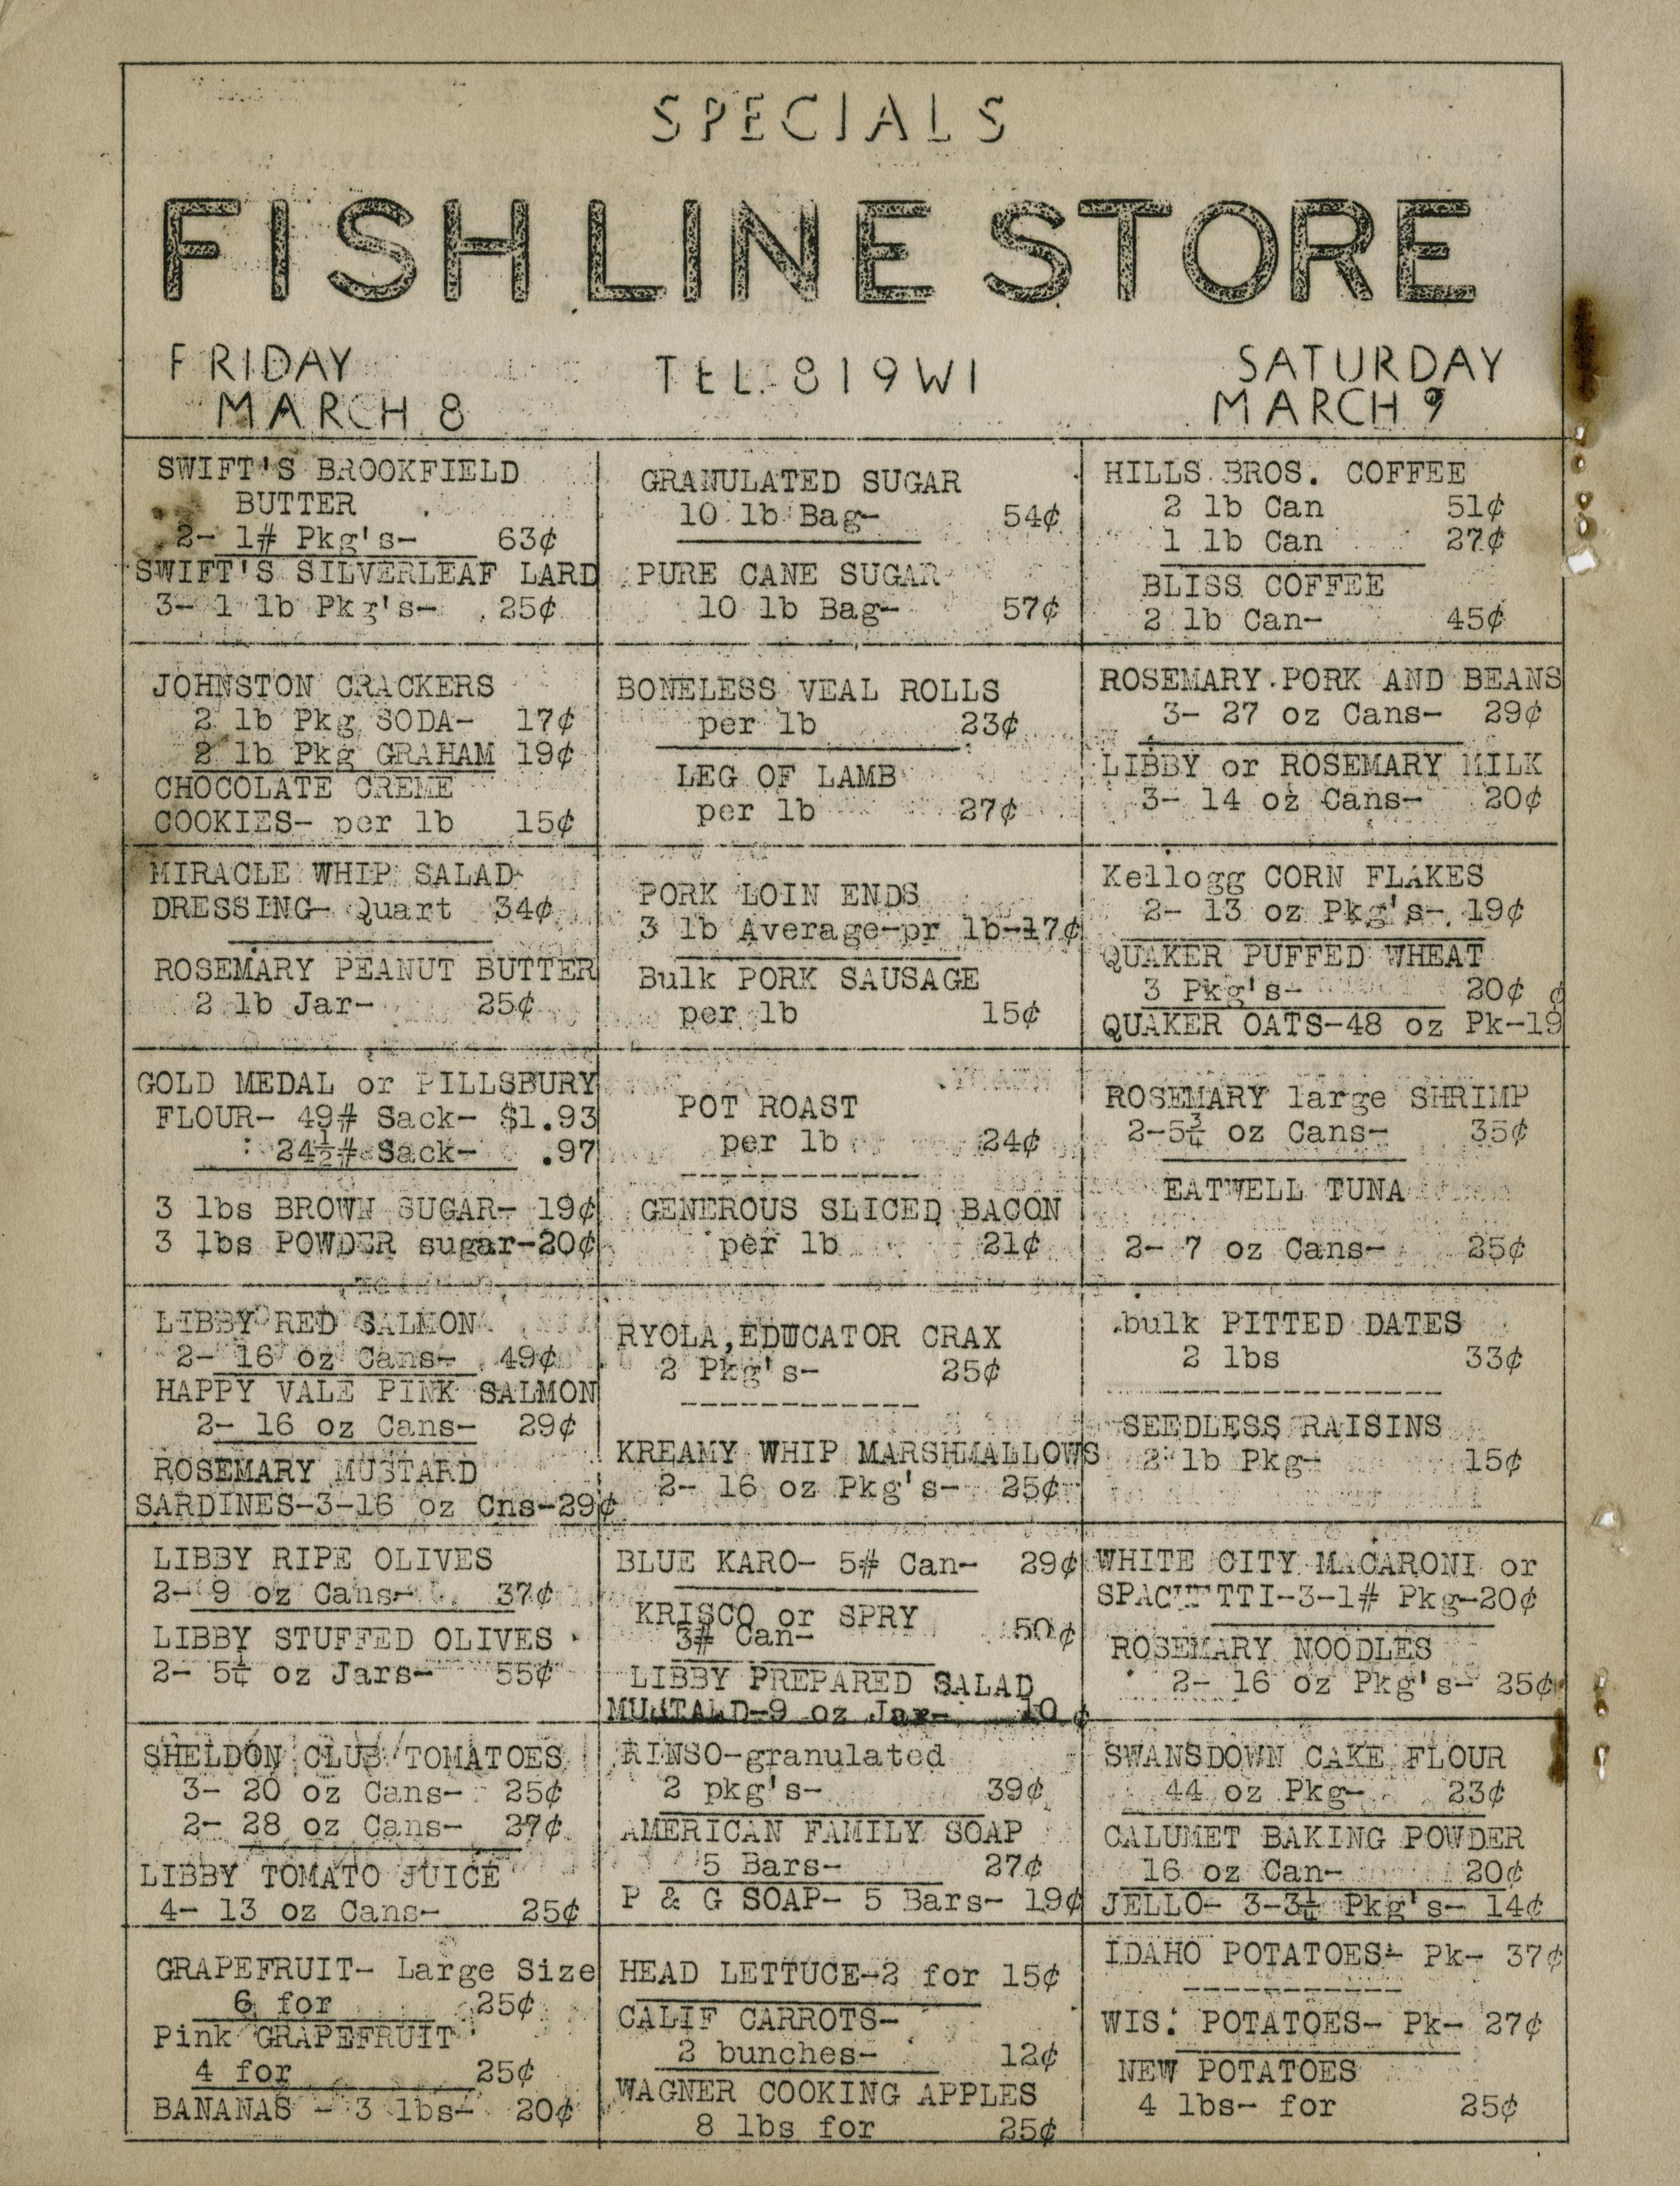 SPECIALS
FISH LINE STORE
FRIDAY
MARCH 8
TEL. 819W1
SATURDAY
MARCH 9
SWIFT'S BROOKFIELD
BUTTER
2- 1# Pkg's- 63¢
SWIFT'S SILVERLEAF LARD
3- 1 lb Pkg's- 25¢
GRANULATED SUGAR
10 lb Bag- 54¢
PURE CANE SUGAR
10 lb Bag- 57¢
HILLS BROS. COFFEE
2 lb Can 51¢
1 lb Can 27¢
BLISS COFFEE
2 lb Can- 45¢
JOHNSTON CRACKERS
2 lb Pkg SODA- 17¢
2 lb Pkg GRAHAM 19¢
CHOCOLATE CREME
COOKIES- per lb 15¢
BONELESS VEAL ROLLS
per lb 23¢
LEG OF LAMB
per lb 27¢
ROSEMARY PORK AND BEANS
3- 27 oz Cans- 29¢
LIBBY or ROSEMARY MILK
3- 14 oz Cans- 20¢
MIRACLE WHIP SALAD
DRESSING- Quart 34¢
ROSEMARY PEANUT BUTTER
2 lb Jar- 25¢
PORK LOIN ENDS
3 lb Average-pr lb-17¢
Bulk PORK SAUSAGE
per lb 15¢
Kellogg CORN FLAKES
2- 13 oz Pkg's- 19¢
QUAKER PUFFED WHEAT
3 Pkg's- 20¢ ¢
QUAKER OATS-48 oz Pk-19
GOLD MEDAL or PILLSBURY
FLOUR- 49# Sack- $1.93
24½# Sack- .97
3 lbs BROWN SUGAR- 19¢
3 lbs POWDER sugar-20¢
POT ROAST
per lb 24¢
GENEROUS SLICED BACON
per lb 21¢
ROSEMARY large SHRIMP
2-5¾ oz Cans- 35¢
EATWELL TUNA
2- 7 oz Cans- 25¢
LIBBY RED SALMON
2- 16 oz Cans- 49¢
HAPPY VALE PINK SALMON
2- 16 oz Cans- 29¢
ROSEMARY MUSTARD
SARDINES-3-16 oz Cns-29¢
RYOLA,EDUCATOR CRAX
2 Pkg's- 25¢
KREAMY WHIP MARSHMALLOWS
2- 16 oz Pkg's- 25¢
bulk PITTED DATES
2 lbs 33¢
SEEDLESS RAISINS
2 lb Pkg- 15¢
LIBBY RIPE OLIVES
2- 9 oz Cans- 37¢
LIBBY STUFFED OLIVES
2- 5¼ oz Jars- 55¢
BLUE KARO- 5# Can- 29¢
KRISCO or SPRY
3# Can- 50¢
LIBBY PREPARED SALAD
-9 oz Jar- 10 ¢
WHITE CITY MACARONI or
SPAGHETTI-3-1# Pkg-20¢
ROSEMARY NOODLES
2- 16 oz Pkg's- 25¢
SHELDON CLUB TOMATOES
3- 20 oz Cans- 25¢
2- 28 oz Cans- 27¢
LIBBY TOMATO JUICE
4- 13 oz Cans- 25¢
RINSO-granulated
2 pkg's- 39¢
AMERICAN FAMILY SOAP
5 Bars- 27¢
P & G SOAP- 5 Bars- 19¢
SWANSDOWN CAKE FLOUR
44 oz Pkg- 23¢
CALUMET BAKING POWDER
16 oz Can- 20¢
JELLO- 3-3¼ Pkg's- 14¢
GRAPEFRUIT- Large Size
6 for 25¢
Pink GRAPEFRUIT
4 for 25¢
BANANAS - 3 lbs- 20¢
HEAD LETTUCE-2 for 15¢
CALIF CARROTS-
2 bunches- 12¢
WAGNER COOKING APPLES
8 lbs for 25¢
IDAHO POTATOES- Pk- 37¢
WIS. POTATOES- Pk- 27¢
NEW POTATOES
4 lbs- for 25¢